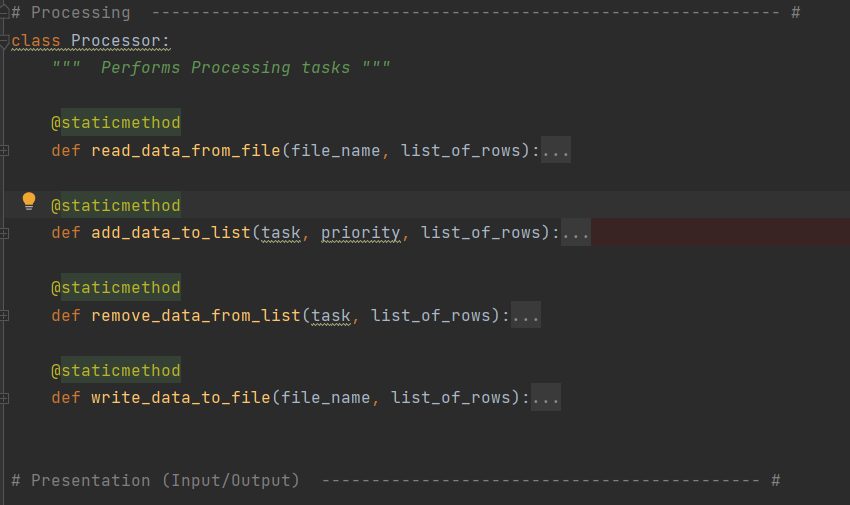 # Processing  --------------------------------------------------------------- #
class Processor:
    """  Performs Processing tasks """
    @staticmethod
    def read_data_from_file(file_name, list_of_rows):...
    @staticmethod
    def add_data_to_list(task, priority, list_of_rows):...
    @staticmethod
    def remove_data_from_list(task, list_of_rows):...
    @staticmethod
    def write_data_to_file(file_name, list_of_rows):...
# Presentation (Input/Output)  -------------------------------------------- #